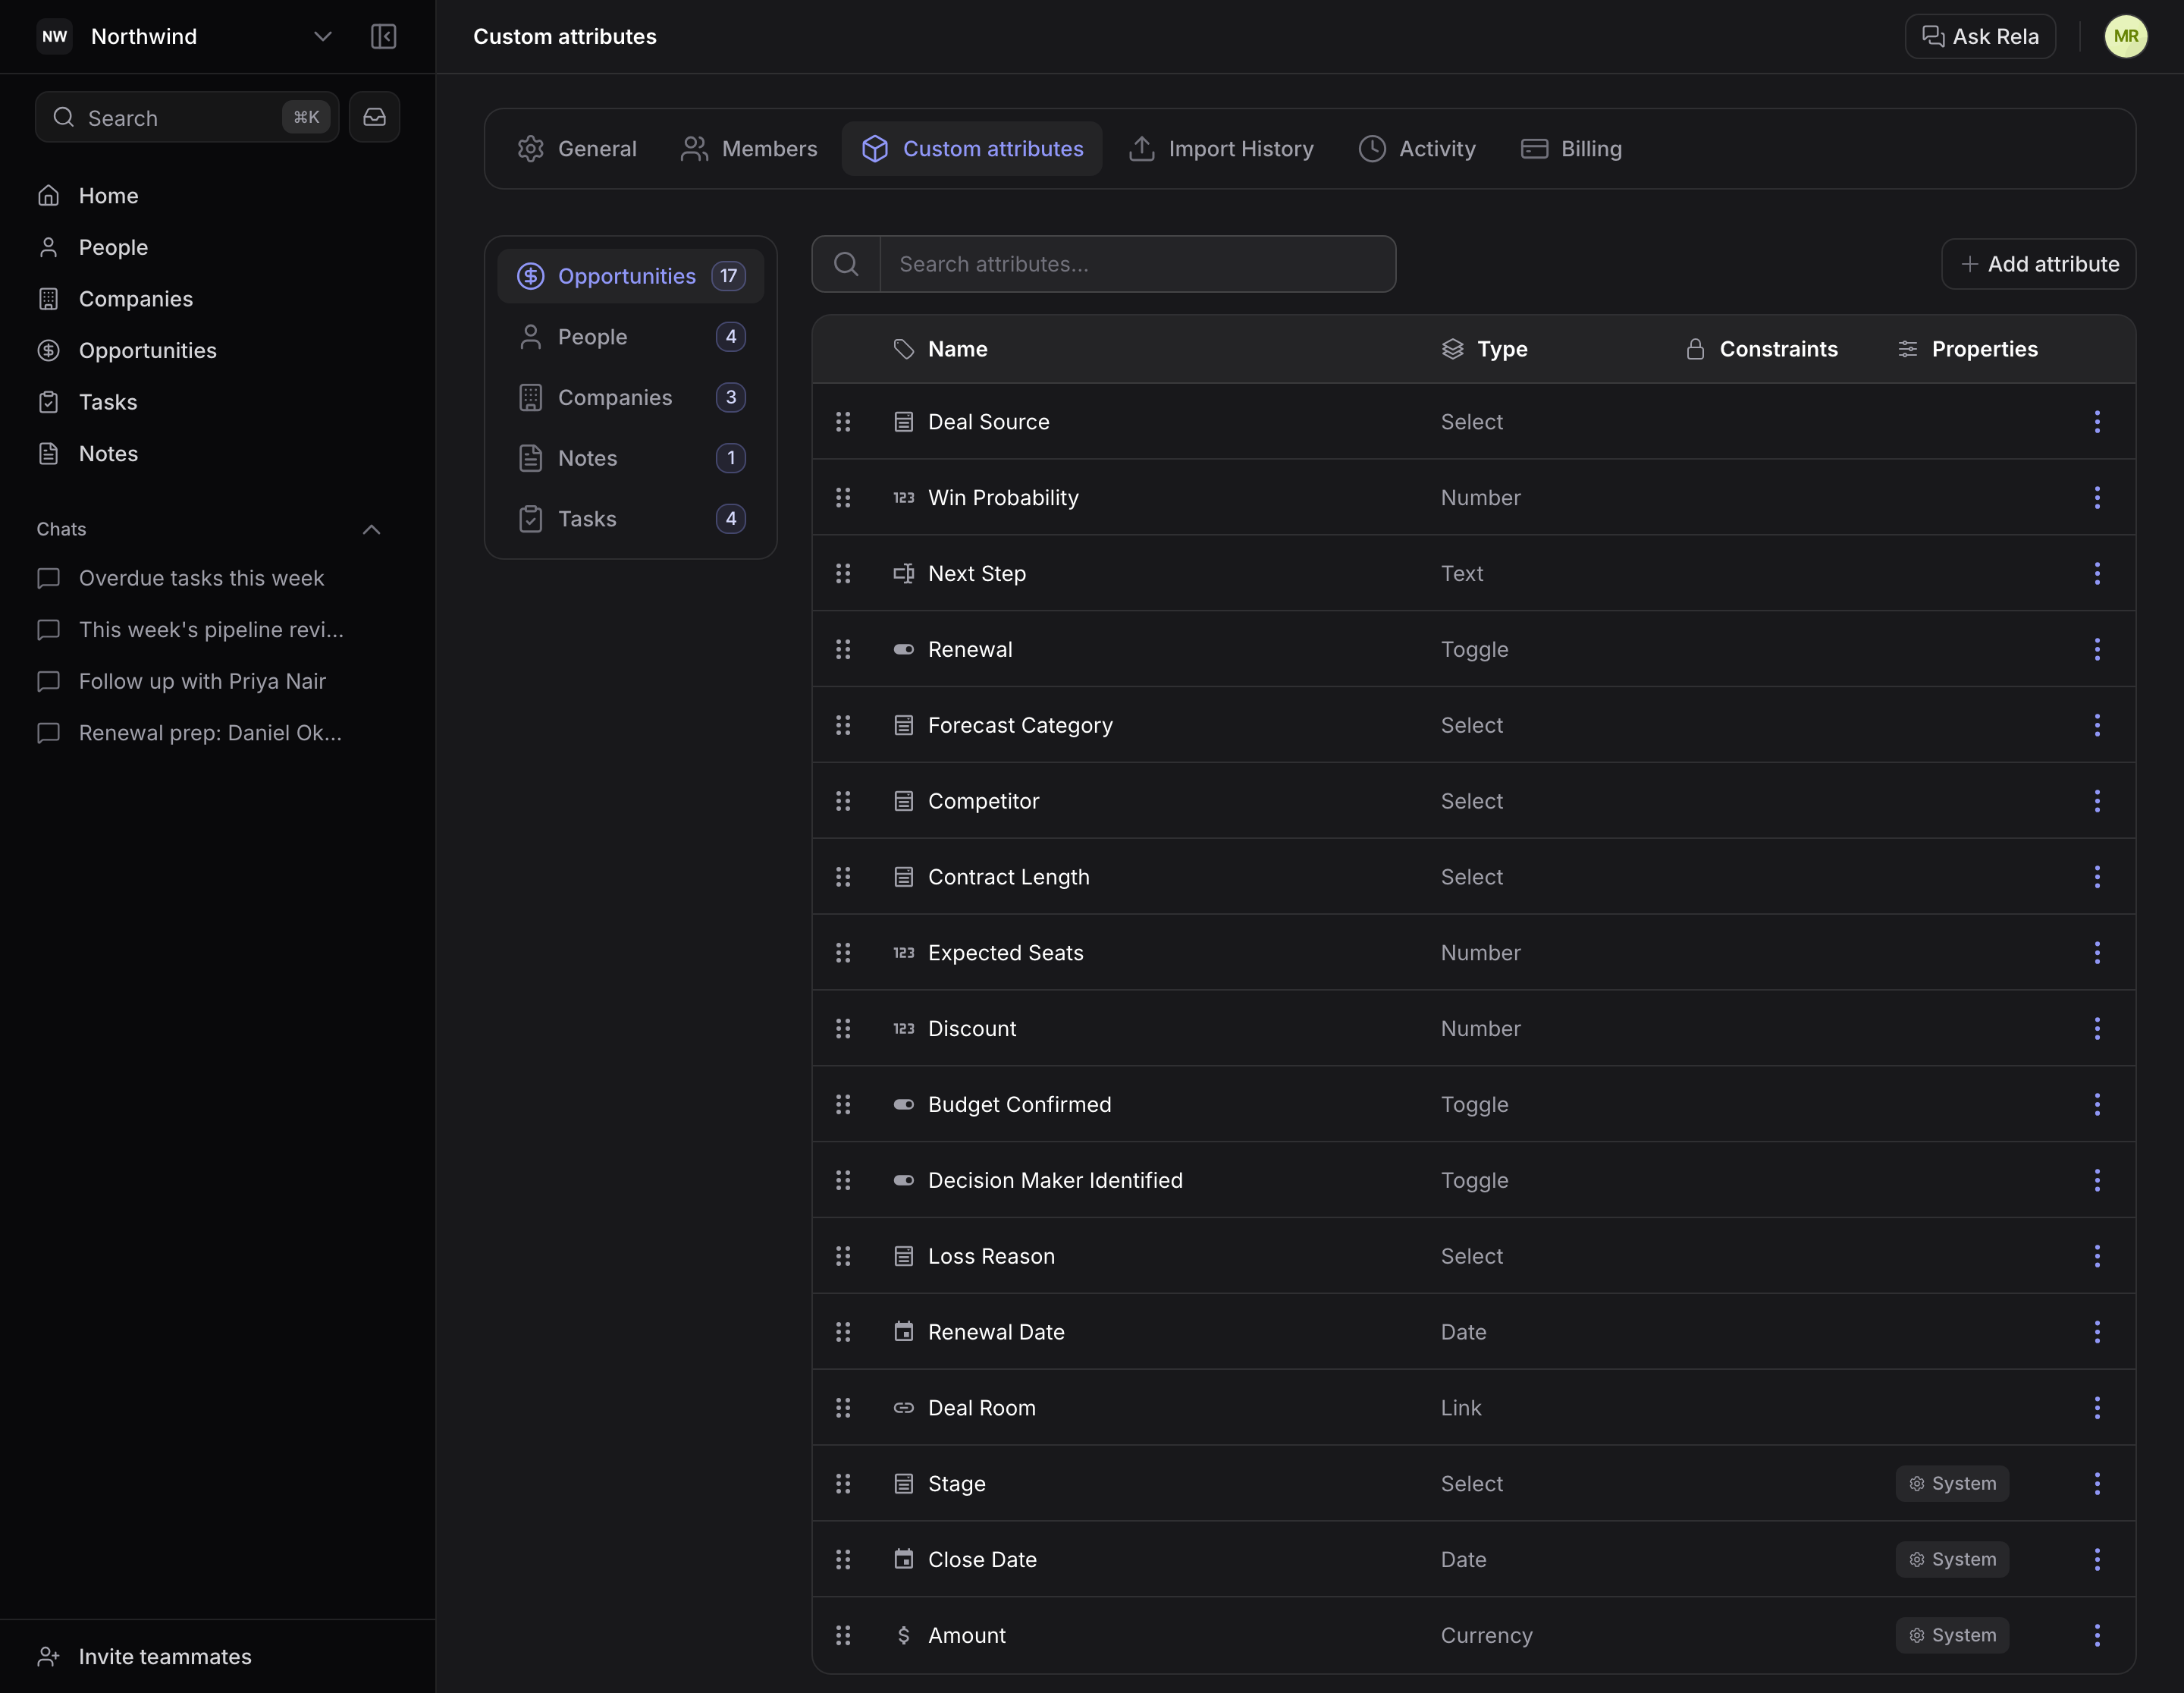 NW Northwind
Search ⌘K
Home
People
Companies
Opportunities
Tasks
Notes
Chats
Overdue tasks this week
This week's pipeline revi...
Follow up with Priya Nair
Renewal prep: Daniel Ok...
Invite teammates
Custom attributes
Ask Rela
MR
General Members Custom attributes Import History Activity Billing
Opportunities 17
People 4
Companies 3
Notes 1
Tasks 4
Search attributes...
Add attribute
Name Type Constraints Properties
Deal Source Select
123 Win Probability Number
Next Step Text
Renewal Toggle
Forecast Category Select
Competitor Select
Contract Length Select
123 Expected Seats Number
123 Discount Number
Budget Confirmed Toggle
Decision Maker Identified Toggle
Loss Reason Select
Renewal Date Date
Deal Room Link
Stage Select System
Close Date Date System
$ Amount Currency System